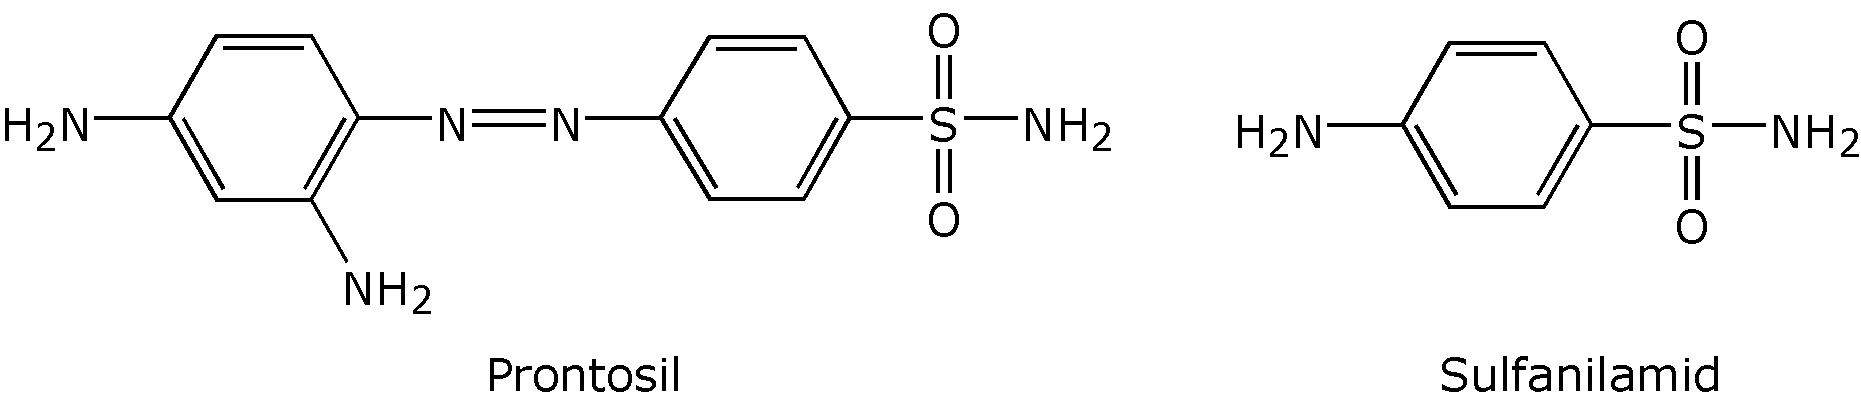 H₂N N N S O O NH₂ NH₂
Prontosil
H₂N S O O NH₂
Sulfanilamid